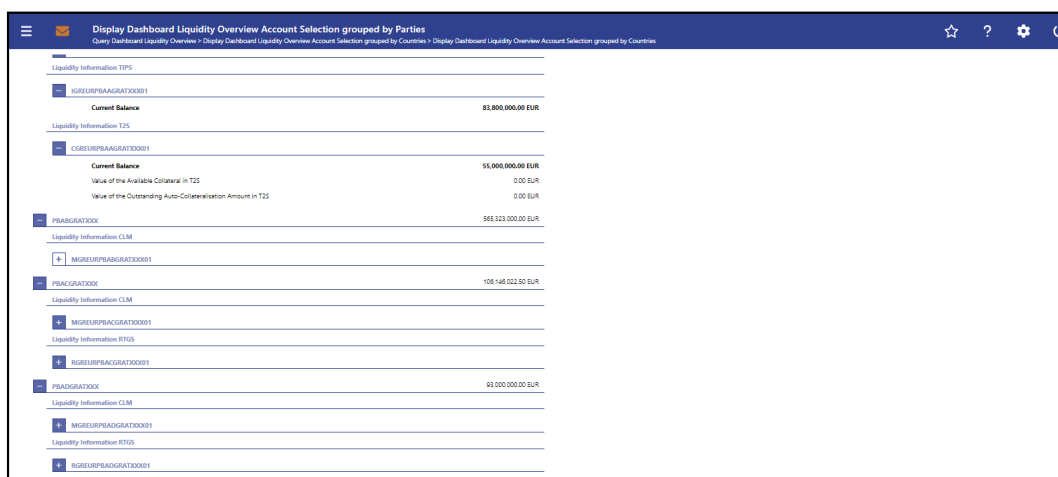 Display Dashboard Liquidity Overview Account Selection grouped by Parties
Query Dashboard Liquidity Overview > Display Dashboard Liquidity Overview Account Selection grouped by Countries > Display Dashboard Liquidity Overview Account Selection grouped by Countries
Liquidity Information TIPS
IGREURPBAAGRATXXX01
Current Balance 83,800,000.00 EUR
Liquidity Information T2S
CGREURPBAAGRATXXX01
Current Balance 55,000,000.00 EUR
Value of the Available Collateral in T2S 0.00 EUR
Value of the Outstanding Auto-Collateralisation Amount in T2S 0.00 EUR
PBABGRATXXX 565,323,000.00 EUR
Liquidity Information CLM
MGREURPBABGRATXXX01
PBACGRATXXX 106,146,022.50 EUR
Liquidity Information CLM
MGREURPBACGRATXXX01
Liquidity Information RTGS
RGREURPBACGRATXXX01
PBADGRATXXX 93,000,000.00 EUR
Liquidity Information CLM
MGREURPBADGRATXXX01
Liquidity Information RTGS
RGREURPBADGRATXXX01